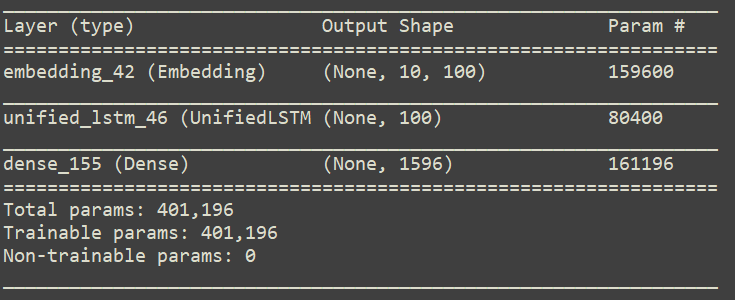 _________________________________________________________________
Layer (type)                 Output Shape              Param #
=================================================================
embedding_42 (Embedding)     (None, 10, 100)           159600
_________________________________________________________________
unified_lstm_46 (UnifiedLSTM (None, 100)               80400
_________________________________________________________________
dense_155 (Dense)            (None, 1596)              161196
=================================================================
Total params: 401,196
Trainable params: 401,196
Non-trainable params: 0
_________________________________________________________________